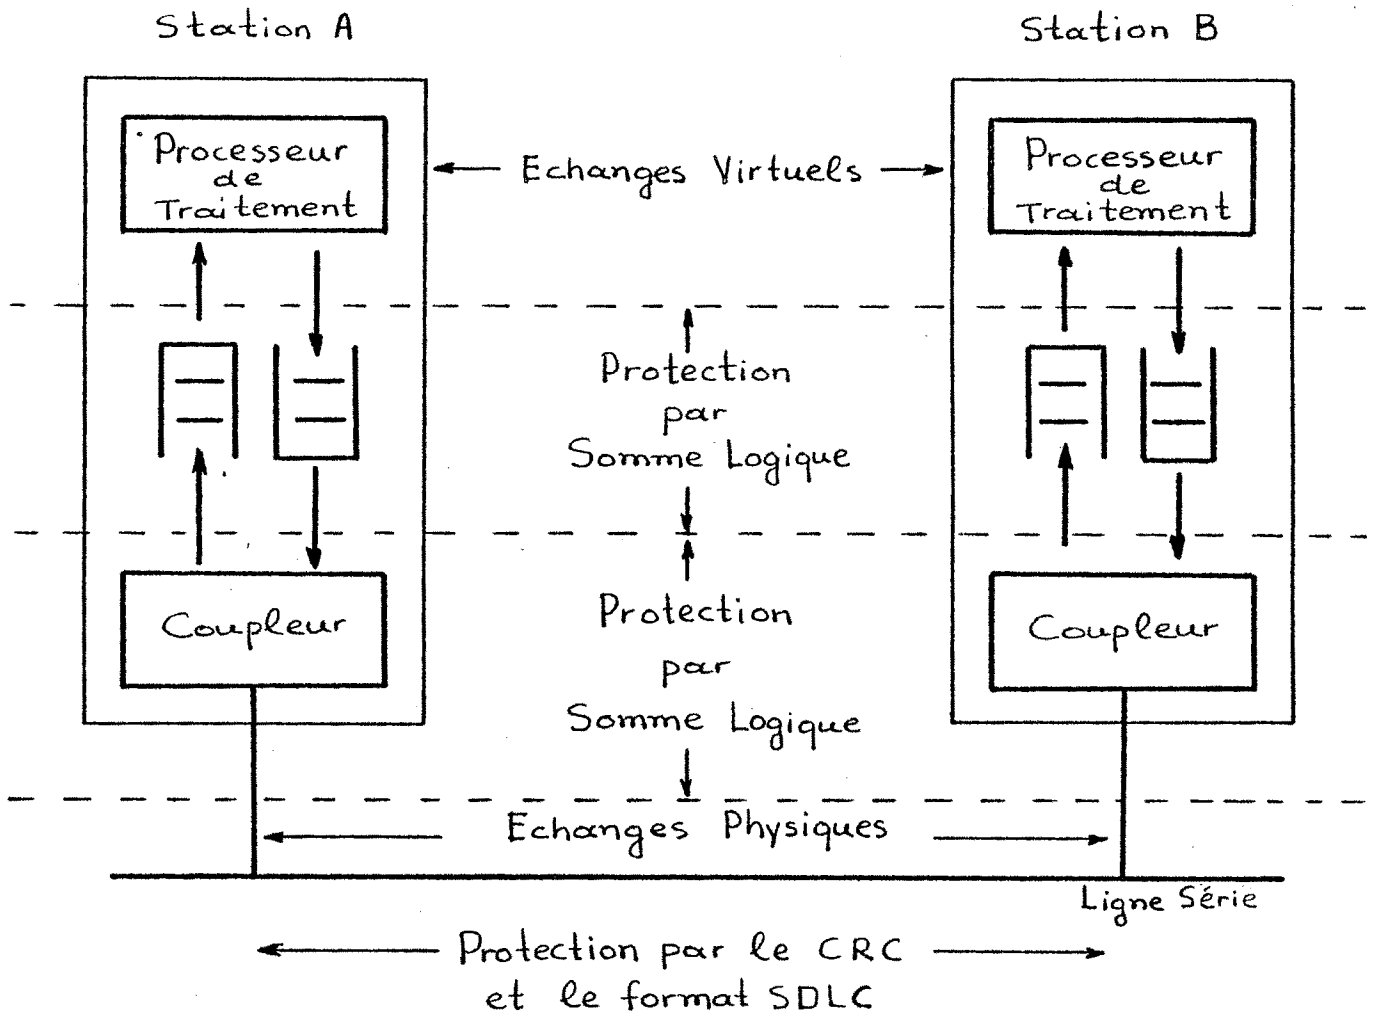 Station A
Station B
Processeur
de
Traitement
Echanges Virtuels
Processeur
de
Traitement
Protection
par
Somme Logique
Coupleur
Protection
par
Somme Logique
Coupleur
Echanges Physiques
Ligne Série
Protection par le CRC
et le format SDLC